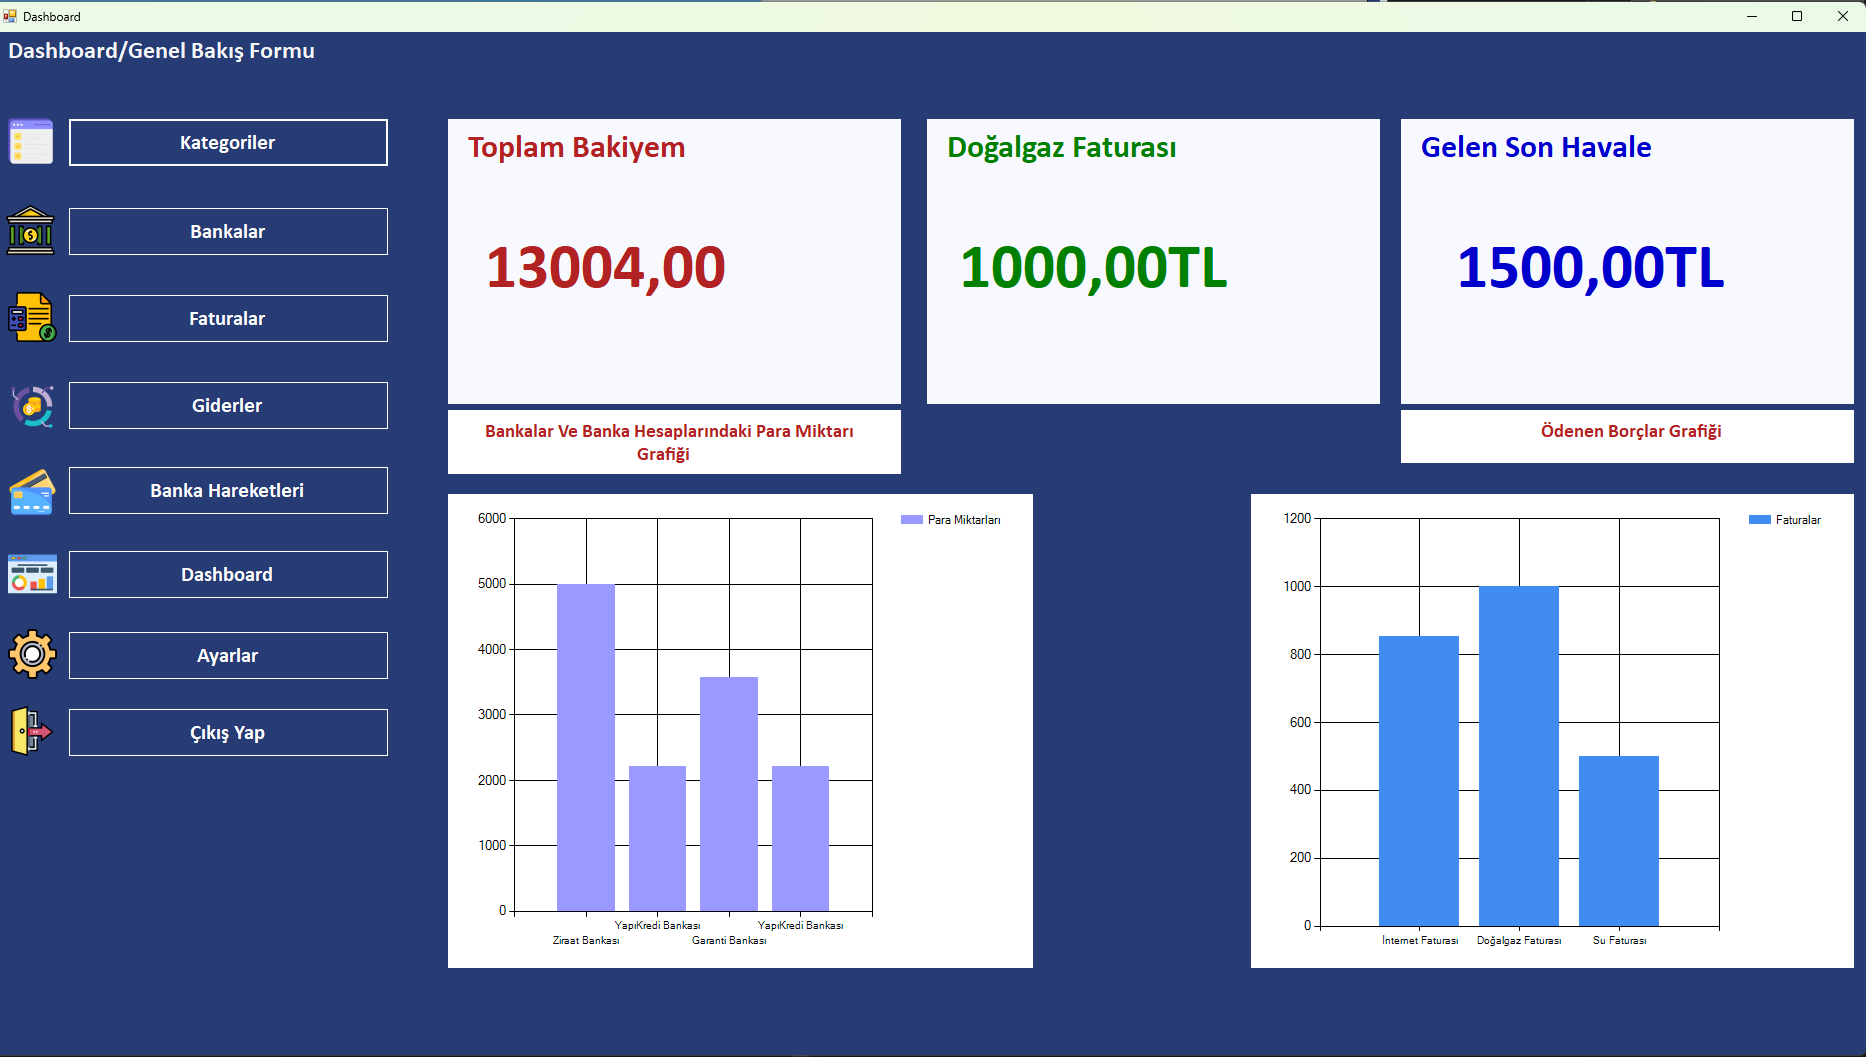 Dashboard
Dashboard/Genel Bakış Formu
Kategoriler
Bankalar
Faturalar
Giderler
Banka Hareketleri
Dashboard
Ayarlar
Çıkış Yap
Toplam Bakiyem
13004,00
Doğalgaz Faturası
1000,00TL
Gelen Son Havale
1500,00TL
Bankalar Ve Banka Hesaplarındaki Para Miktarı
Grafiği
Ödenen Borçlar Grafiği
6000
5000
4000
3000
2000
1000
0
Para Miktarları
YapıKredi Bankası
YapıKredi Bankası
Ziraat Bankası
Garanti Bankası
1200
1000
800
600
400
200
0
Faturalar
İnternet Faturası
Doğalgaz Faturası
Su Faturası